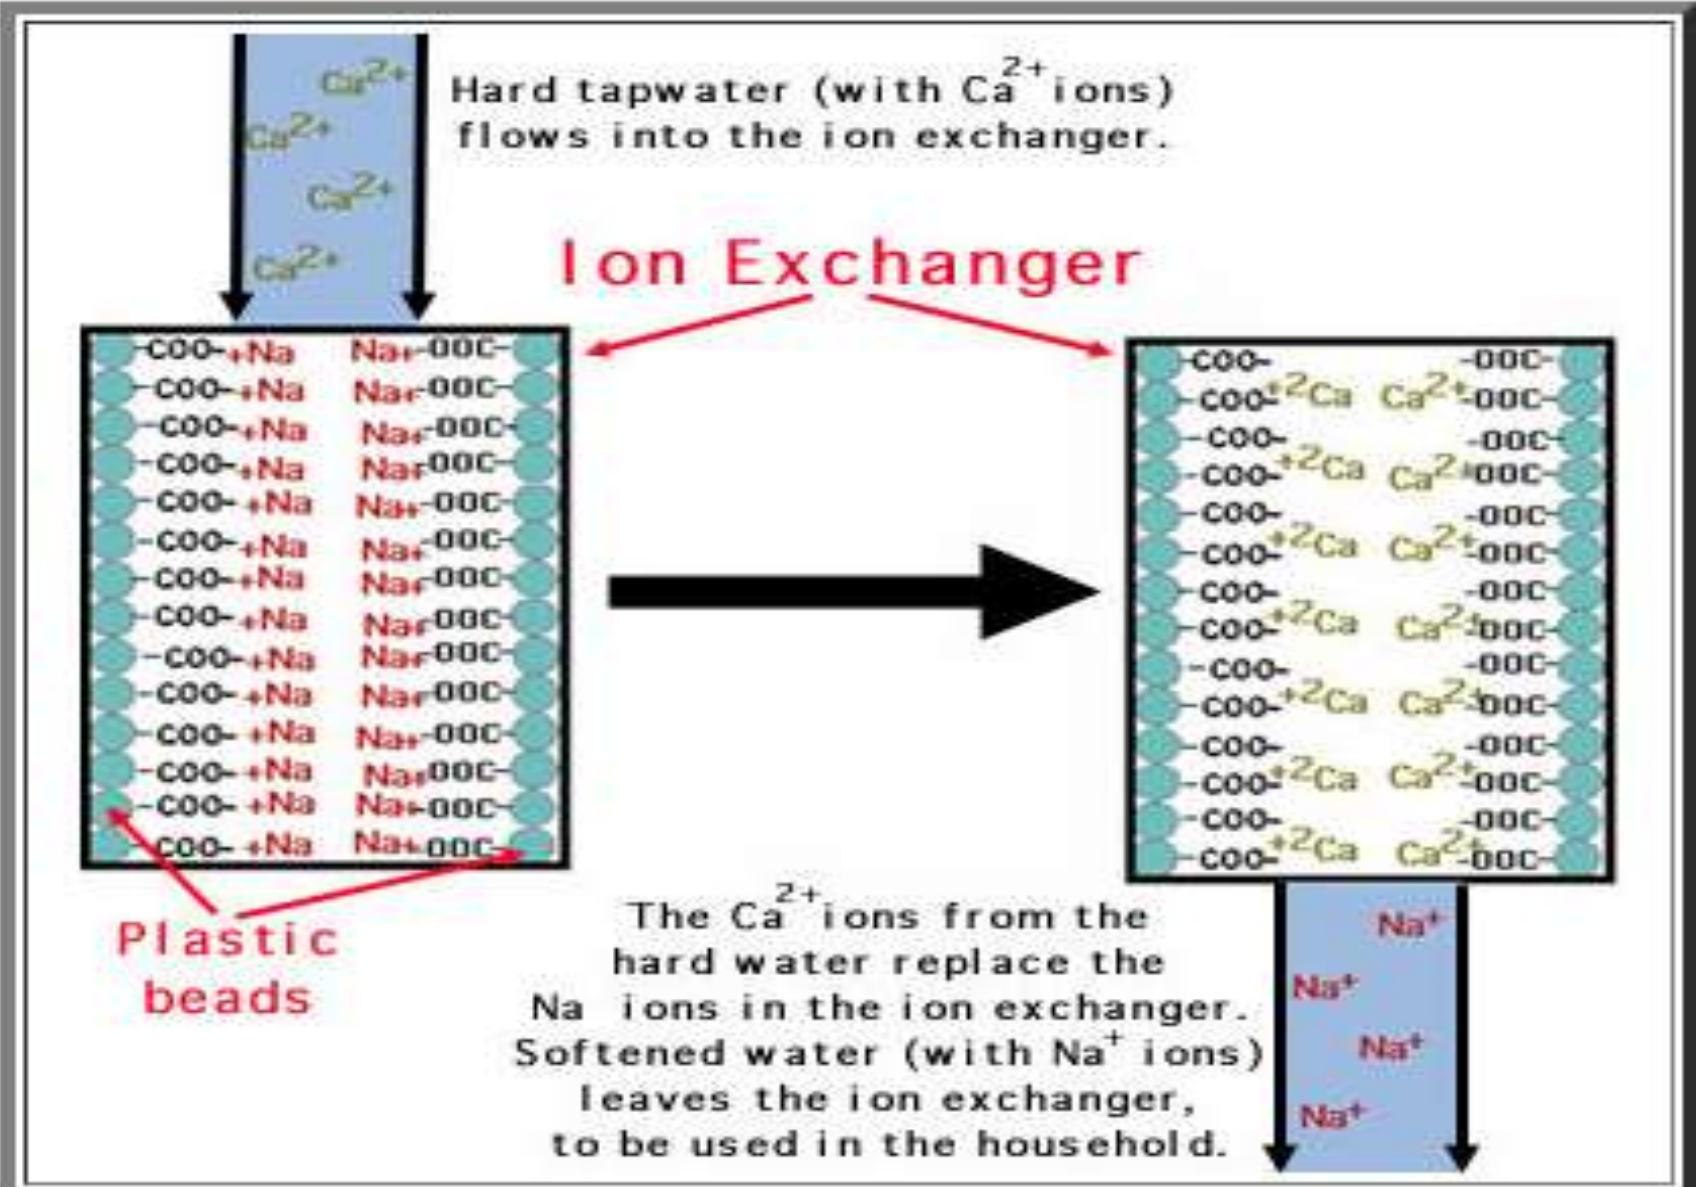 Ca2+
Ca2+
Ca2+
Ca2+
Hard tapwater (with Ca2+ ions)
flows into the ion exchanger.
Ion Exchanger
-COO-+Na Na+-OOC-
-COO-+Na Na+-OOC-
-COO-+Na Na+-OOC-
-COO-+Na Na+-OOC-
-COO-+Na Na+-OOC-
-COO-+Na Na+-OOC-
-COO-+Na Na+-OOC-
-COO-+Na Na+-OOC-
-COO-+Na Na+-OOC-
-COO-+Na Na+-OOC-
-COO-+Na Na+-OOC-
-COO-+Na Na+-OOC-
-COO-+Na Na+-OOC-
-COO-+Na Na+-OOC-
-COO- -OOC-
-COO-+2Ca Ca2+-OOC-
-COO- -OOC-
-COO-+2Ca Ca2+-OOC-
-COO- -OOC-
-COO-+2Ca Ca2+-OOC-
-COO- -OOC-
-COO-+2Ca Ca2+-OOC-
-COO- -OOC-
-COO-+2Ca Ca2+-OOC-
-COO- -OOC-
-COO-+2Ca Ca2+-OOC-
-COO- -OOC-
-COO-+2Ca Ca2+-OOC-
Plastic
beads
The Ca2+ ions from the
hard water replace the
Na ions in the ion exchanger.
Softened water (with Na+ ions)
leaves the ion exchanger,
to be used in the household.
Na+
Na+
Na+
Na+